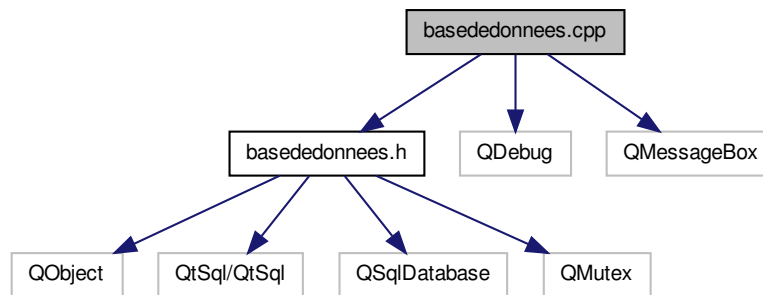 basededonnees.cpp
basededonnees.h
QDebug
QMessageBox
QObject
QtSql/QtSql
QSqlDatabase
QMutex